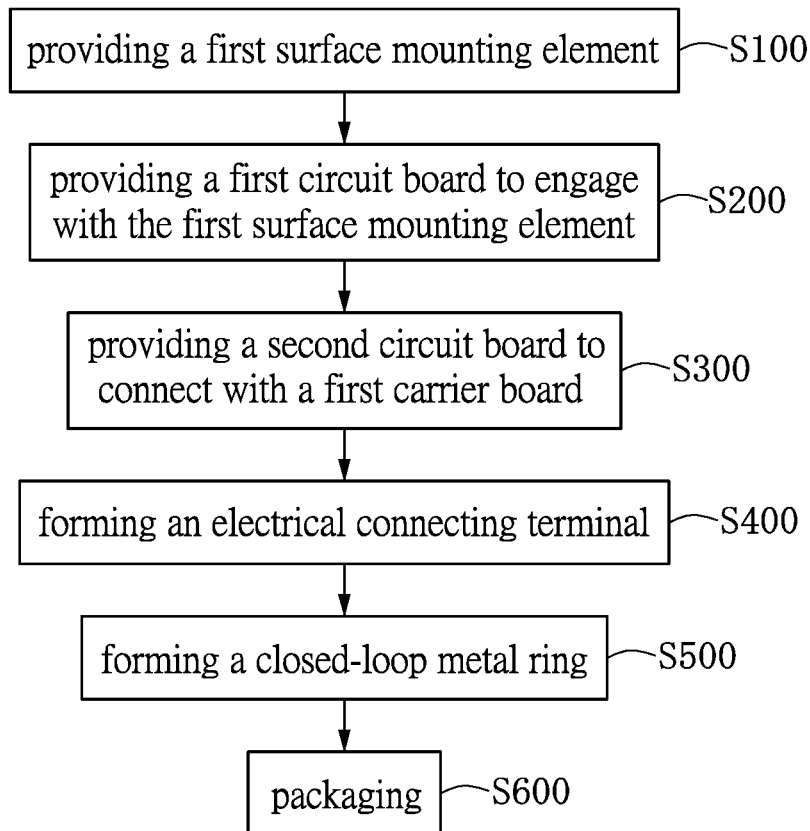 providing a first surface mounting element
S100
providing a first circuit board to engage
with the first surface mounting element
S200
providing a second circuit board to
connect with a first carrier board
S300
forming an electrical connecting terminal
S400
forming a closed-loop metal ring
S500
packaging
S600